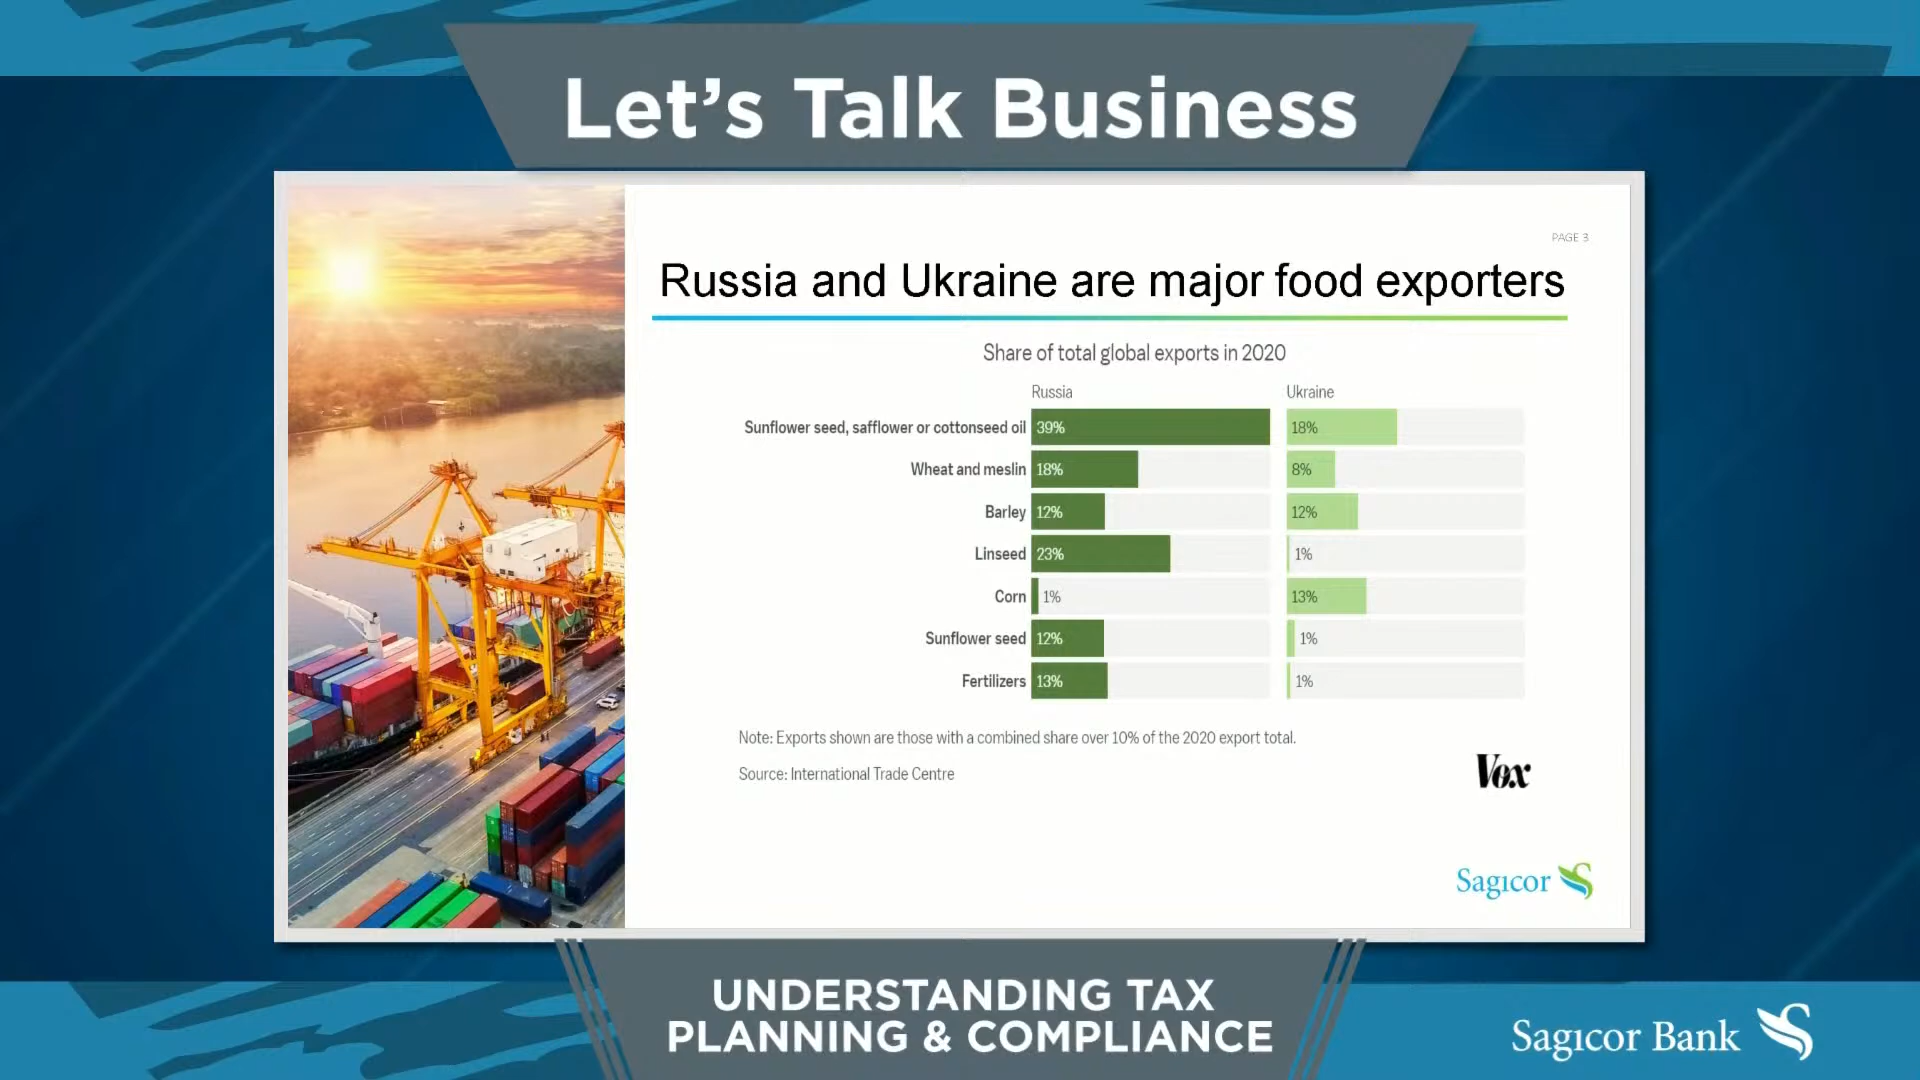 Let's Talk Business
PAGE 3
Russia and Ukraine are major food exporters
Share of total global exports in 2020
Russia Ukraine
Sunflower seed, safflower or cottonseed oil 39% 18%
Wheat and meslin 18% 8%
Barley 12% 12%
Linseed 23% 1%
Corn 1% 13%
Sunflower seed 12% 1%
Fertilizers 13% 1%
Note: Exports shown are those with a combined share over 10% of the 2020 export total.
Source: International Trade Centre
Vox
Sagicor
UNDERSTANDING TAX
PLANNING & COMPLIANCE
Sagicor Bank